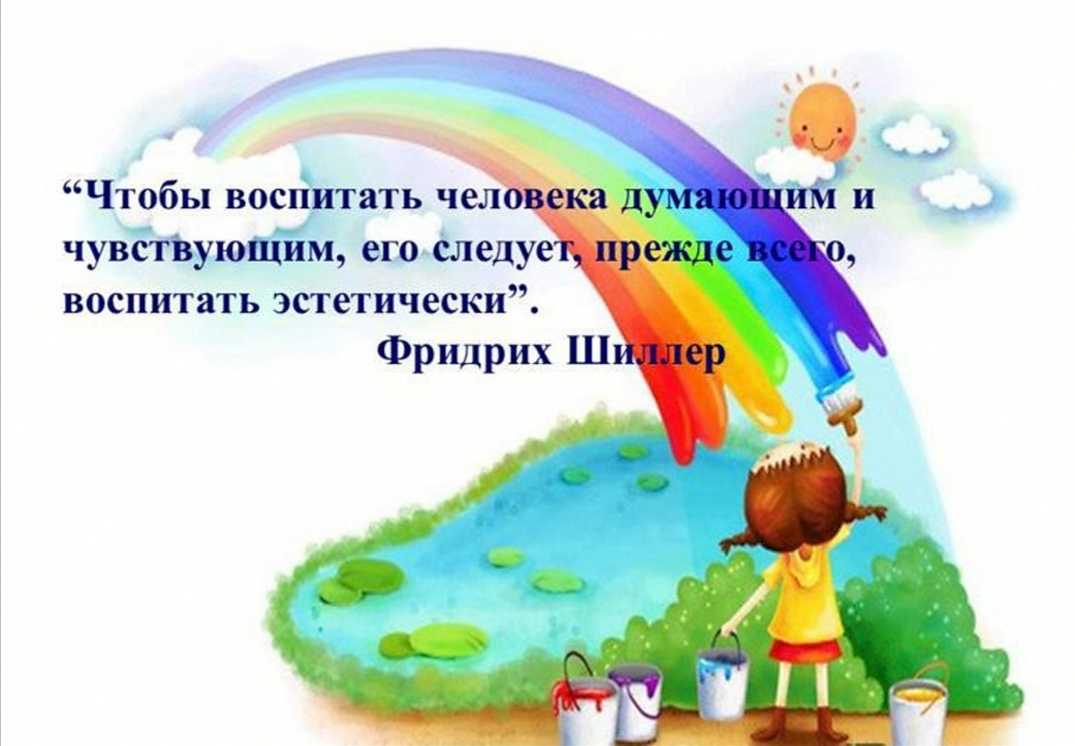 “Чтобы воспитать человека думающим и
чувствующим, его следует, прежде всего,
воспитать эстетически”.
Фридрих Шиллер